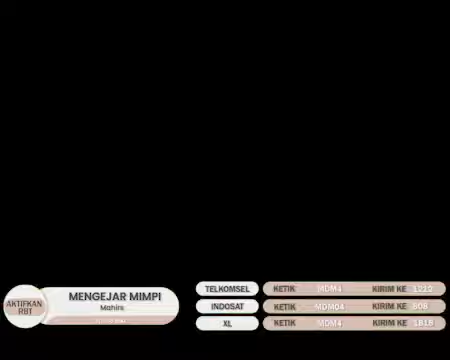 AKTIFKAN
RBT
MENGEJAR MIMPI
Mahira
TELKOMSEL KETIK MDM4 KIRIM KE 1212
INDOSAT KETIK MDM04 KIRIM KE 808
XL KETIK MDM4 KIRIM KE 1818